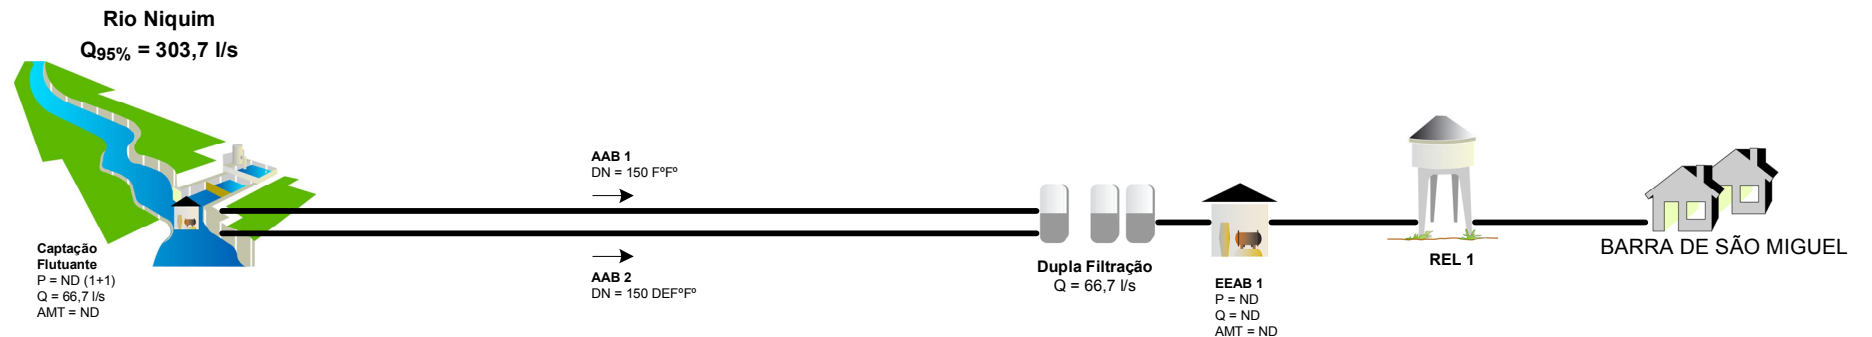 Rio Niquim
Q95% = 303,7 l/s
Captação
Flutuante
P = ND (1+1)
Q = 66,7 l/s
AMT = ND
AAB 1
DN = 150 FºFº
AAB 2
DN = 150 DEFºFº
Dupla Filtração
Q = 66,7 l/s
EEAB 1
P = ND
Q = ND
AMT = ND
REL 1
BARRA DE SÃO MIGUEL